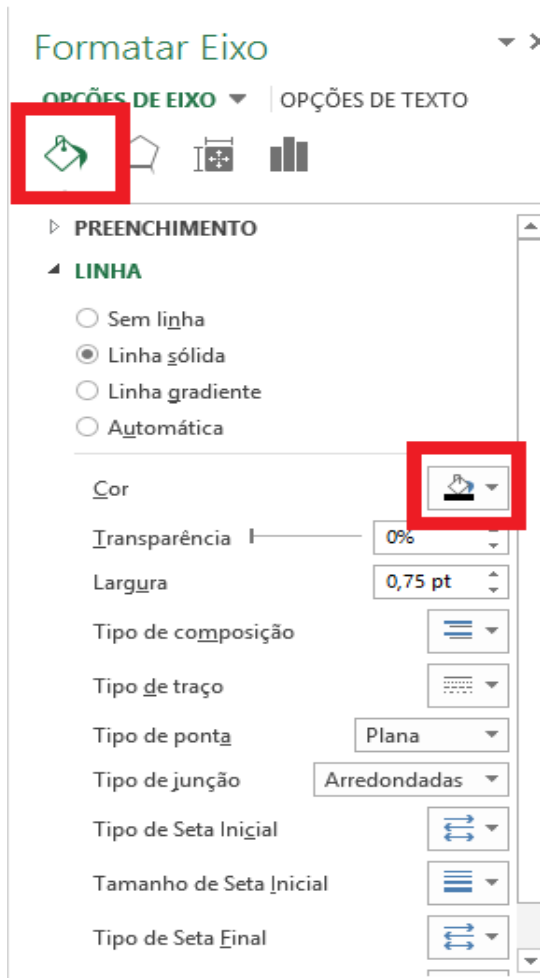 Formatar Eixo
OPÇÕES DE EIXO OPÇÕES DE TEXTO
PREENCHIMENTO
LINHA
Sem linha
Linha sólida
Linha gradiente
Automática
Cor
Transparência 0%
Largura 0,75 pt
Tipo de composição
Tipo de traço
Tipo de ponta Plana
Tipo de junção Arredondadas
Tipo de Seta Inicial
Tamanho de Seta Inicial
Tipo de Seta Final